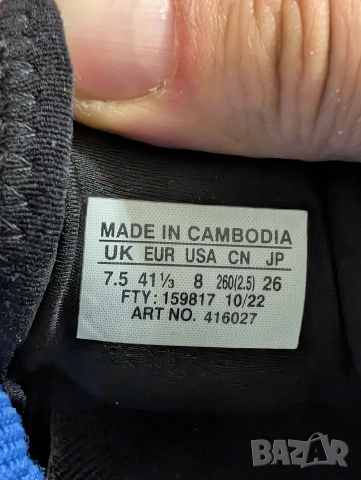 MADE IN CAMBODIA
UK EUR USA CN JP
7.5 41⅓ 8 260(2.5) 26
FTY: 159817 10/22
ART NO. 416027
BAZAR